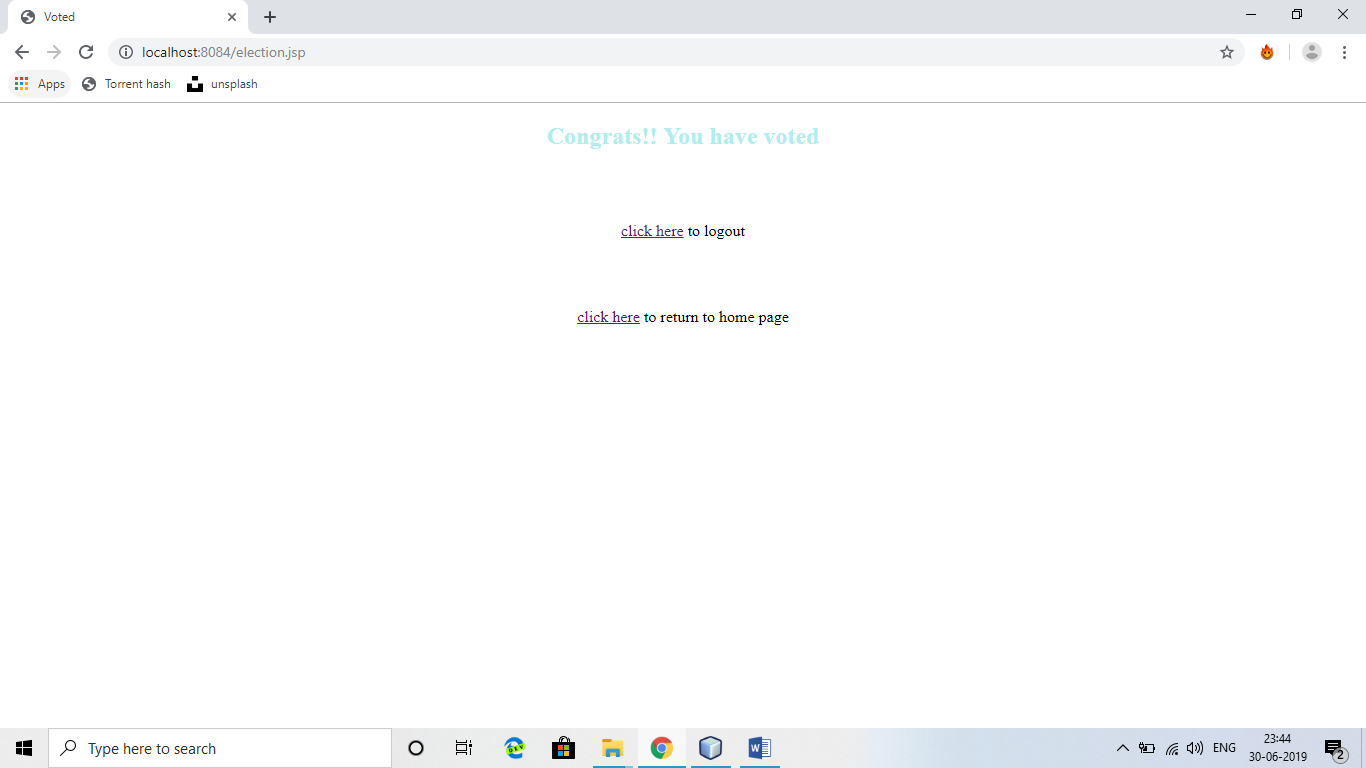 Voted
localhost:8084/election.jsp
Apps Torrent hash unsplash
Congrats!! You have voted
click here to logout
click here to return to home page
Type here to search
DEV
ENG
23:44
30-06-2019
2